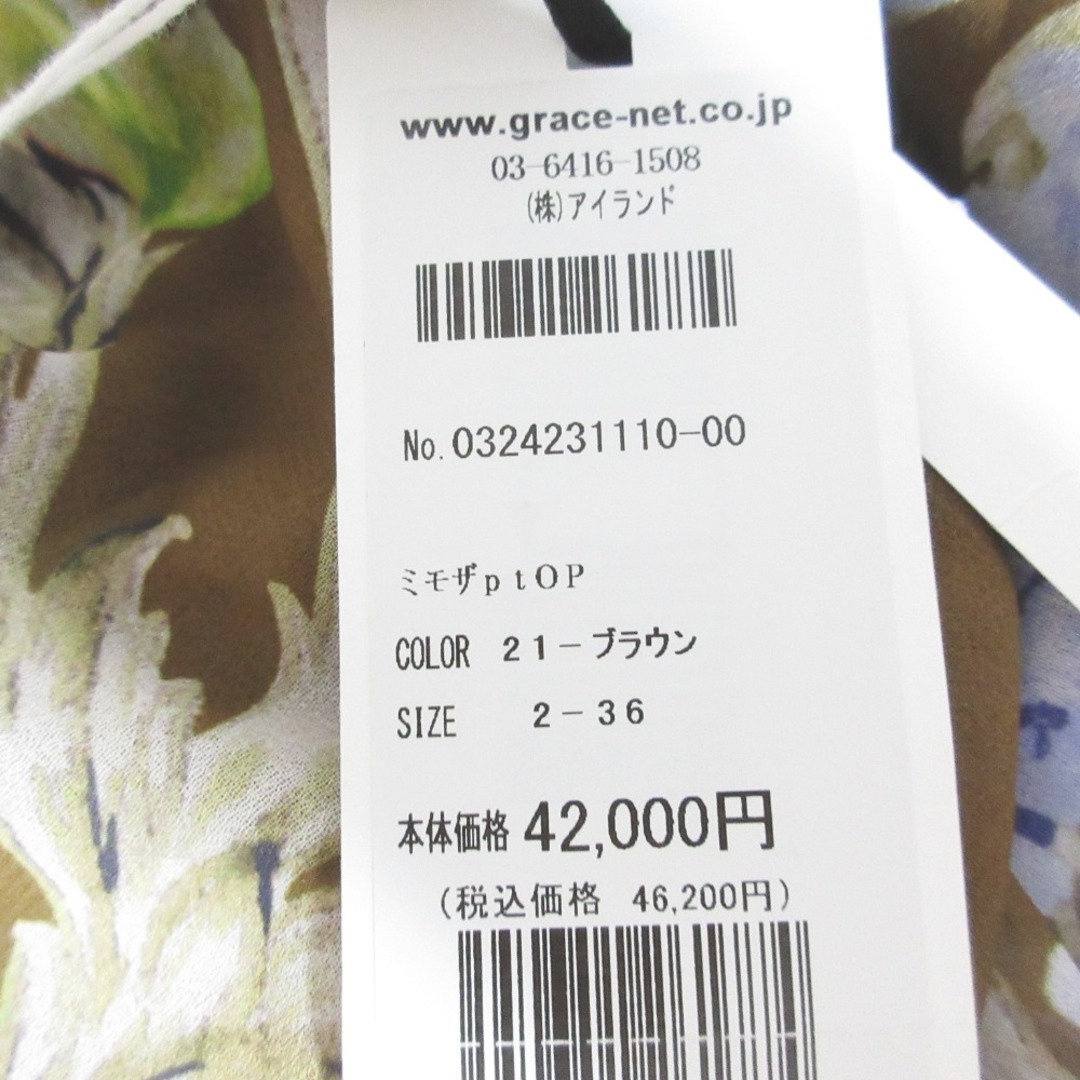 www.grace-net.co.jp
03-6416-1508
(株)アイランド
No.0324231110-00
ミモザptOP
COLOR 21-ブラウン
SIZE 2-36
本体価格 42,000円
(税込価格 46,200円)